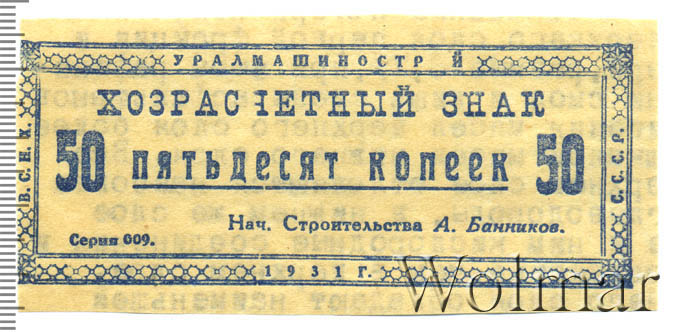 УРАЛМАШИНОСТР Й
ХОЗРАСЧЕТНЫЙ ЗНАК
В.С.Н.Х.
50 ПЯТЬДЕСЯТ КОПЕЕК 50
С.С.С.Р.
Нач. Строительства А. Банников.
Серия 009.
1931 Г.
Wolmar